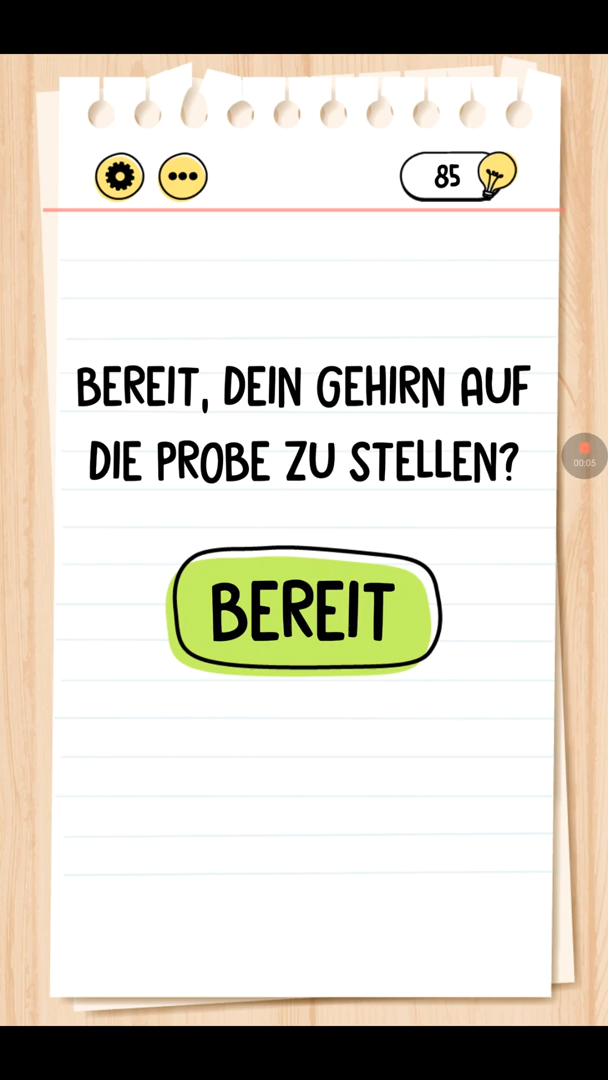 85
BEREIT, DEIN GEHIRN AUF
DIE PROBE ZU STELLEN?
00:05
BEREIT